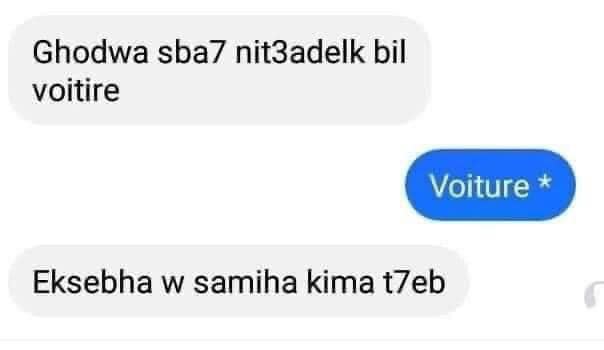 Ghodwa sba7 nit3adelk bil
voitire
Voiture *
Eksebha w samiha kima t7eb